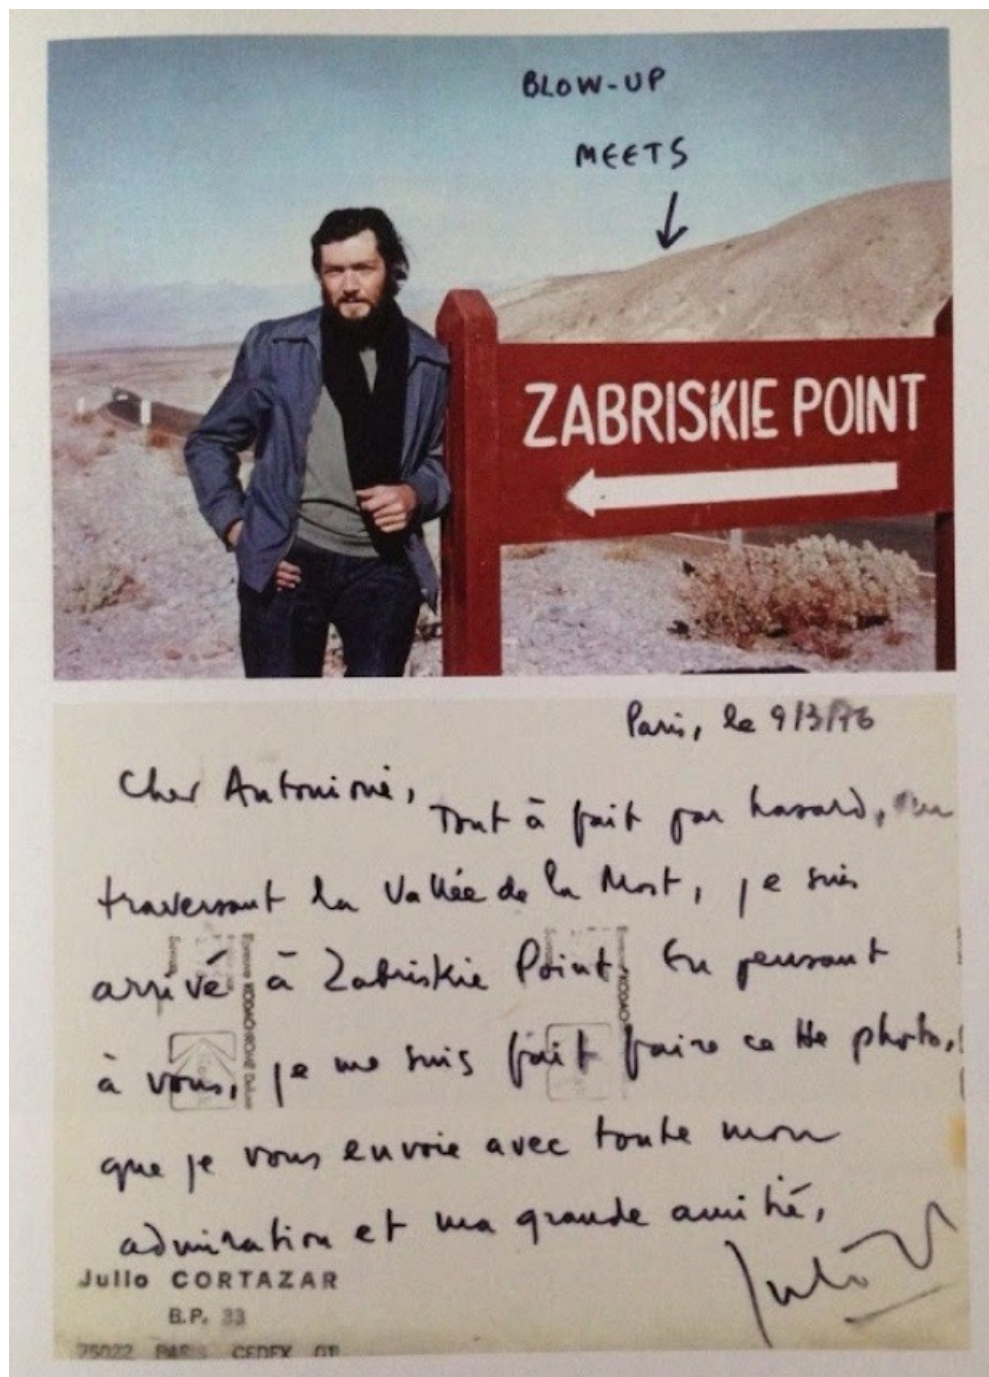 BLOW-UP
MEETS
ZABRISKIE POINT
Paris, le 9/3/76
Cher Antonioni,
Tout à fait par hasard, en
traversant la Vallée de la Mort, je suis
arrivé à Zabriskie Point. En pensant
à vous, je me suis fait faire cette photo,
que je vous envoie avec toute mon
admiration et ma grande amitié,
Julio
Julio CORTAZAR
B.P. 33
75022 PARIS CEDEX 01